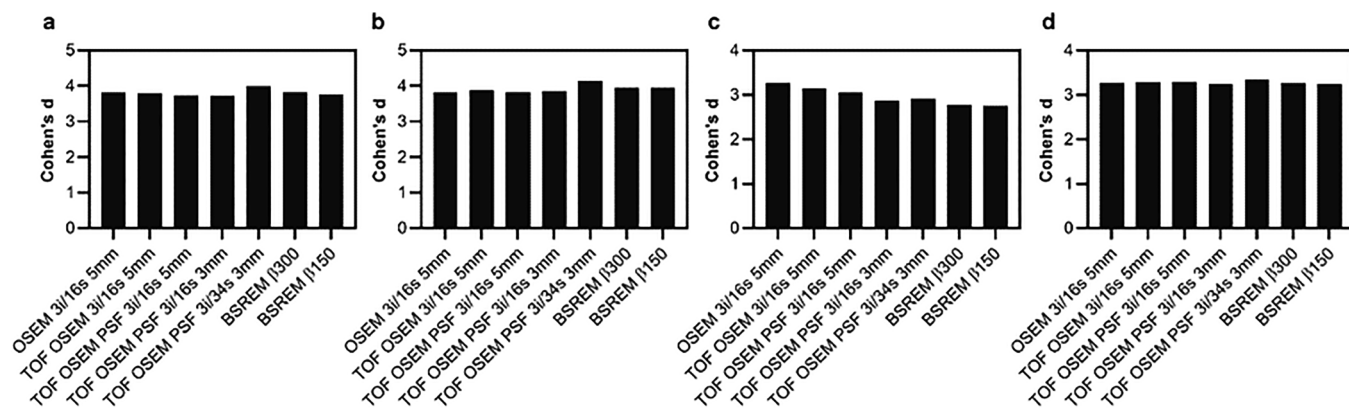 a
5
4
3
2
1
0
Cohen's d
OSEM 3i/16s 5mm
TOF OSEM 3i/16s 5mm
TOF OSEM PSF 3i/16s 5mm
TOF OSEM PSF 3i/16s 3mm
TOF OSEM PSF 3i/34s 3mm
BSREM β300
BSREM β150
b
5
4
3
2
1
0
Cohen's d
OSEM 3i/16s 5mm
TOF OSEM 3i/16s 5mm
TOF OSEM PSF 3i/16s 5mm
TOF OSEM PSF 3i/16s 3mm
TOF OSEM PSF 3i/34s 3mm
BSREM β300
BSREM β150
c
4
3
2
1
0
Cohen's d
OSEM 3i/16s 5mm
TOF OSEM 3i/16s 5mm
TOF OSEM PSF 3i/16s 5mm
TOF OSEM PSF 3i/16s 3mm
TOF OSEM PSF 3i/34s 3mm
BSREM β300
BSREM β150
d
4
3
2
1
0
Cohen's d
OSEM 3i/16s 5mm
TOF OSEM 3i/16s 5mm
TOF OSEM PSF 3i/16s 5mm
TOF OSEM PSF 3i/16s 3mm
TOF OSEM PSF 3i/34s 3mm
BSREM β300
BSREM β150